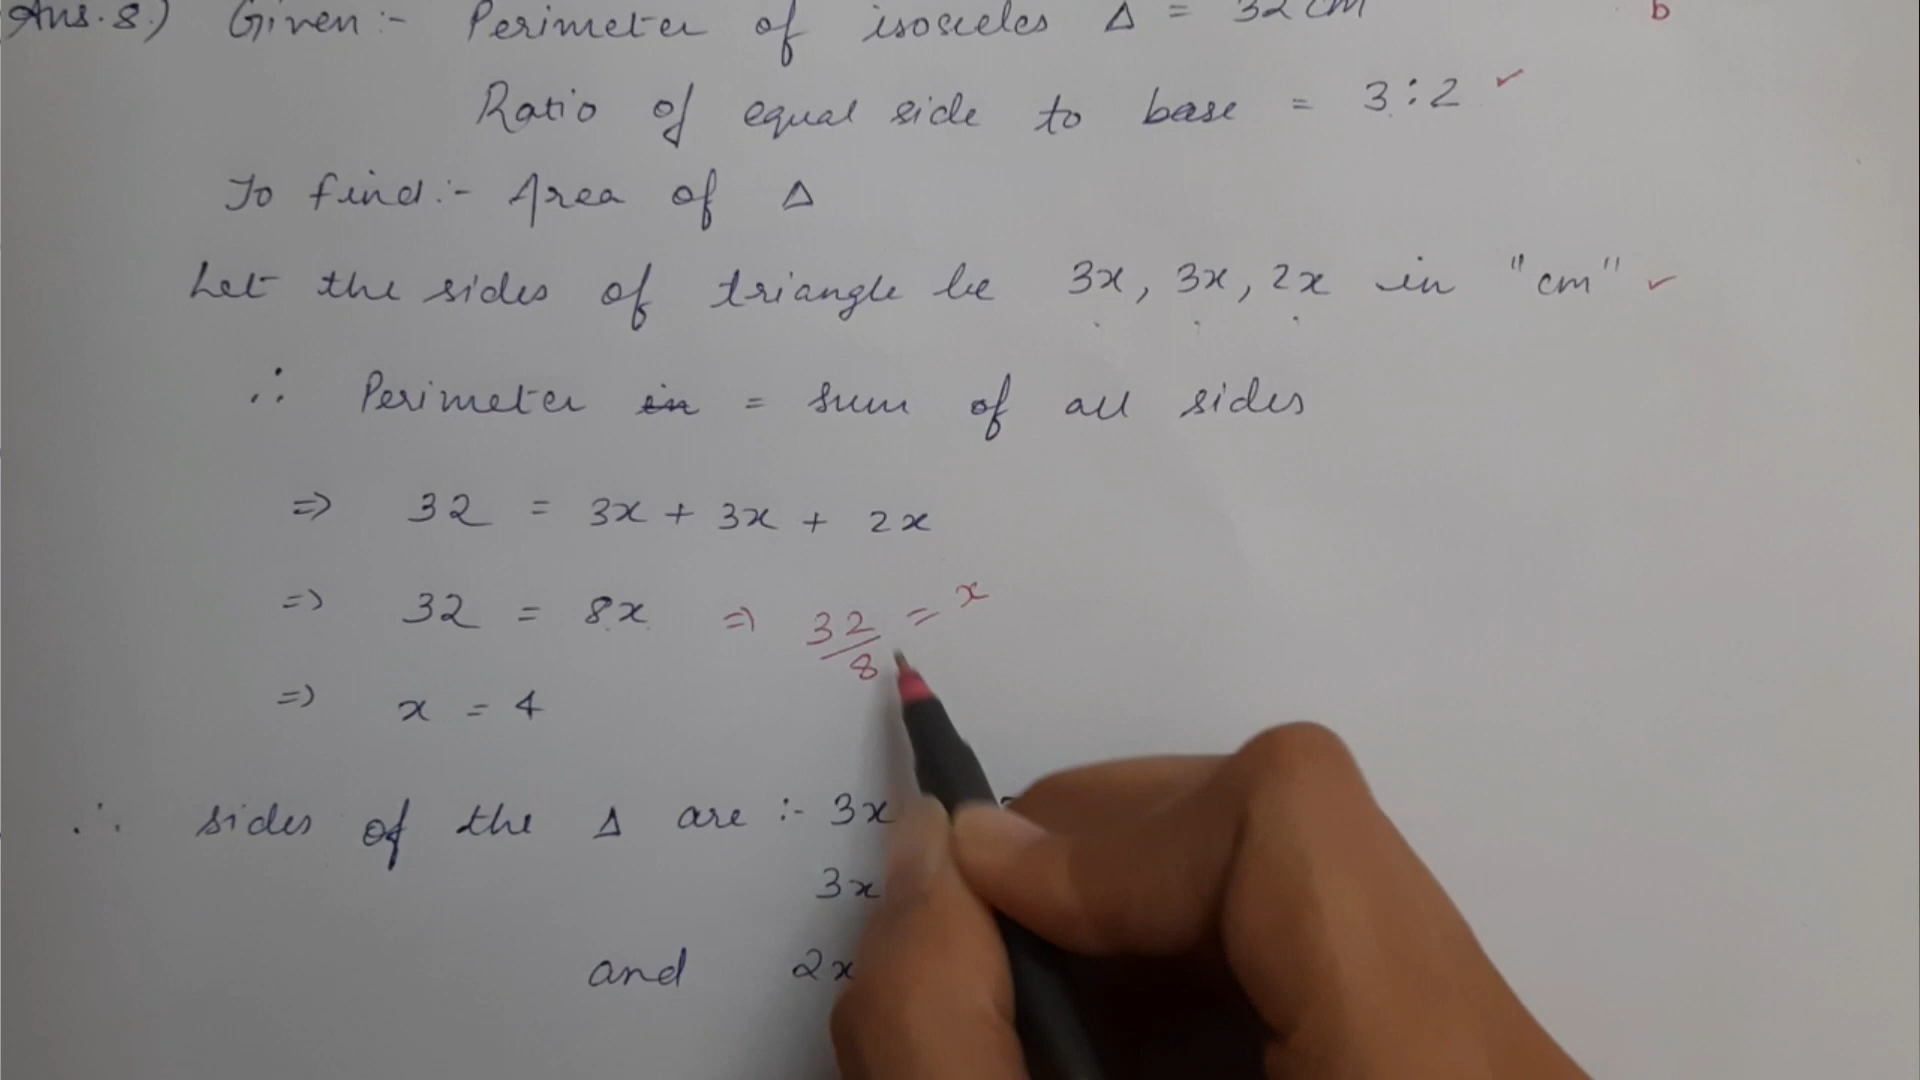 Ans.8.) Given:- Perimeter of isosceles Δ = 32 cm
b
Ratio of equal side to base = 3:2 ✓
To find:- Area of Δ
Let the sides of triangle be 3x, 3x, 2x in "cm" ✓
∴ Perimeter in = sum of all sides
=> 32 = 3x + 3x + 2x
=> 32 = 8x => 32/8 = x
=> x = 4
∴ sides of the Δ are :- 3x
3x
and 2x